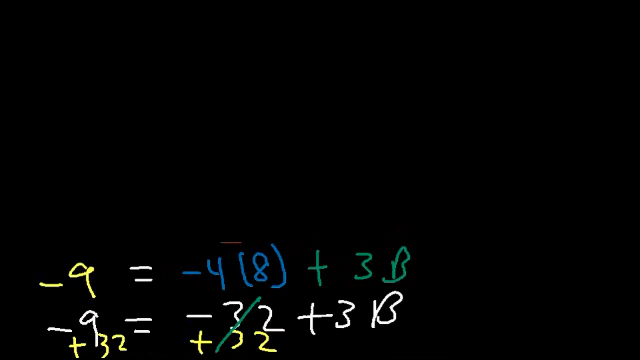 -9 = -4(8) + 3B
-9 = -32 + 3B
+32 +32